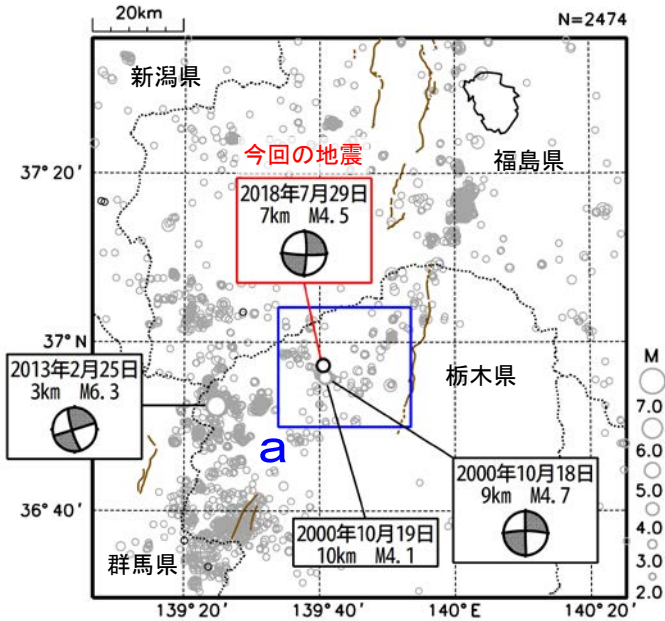 20km
N=2474
新潟県
今回の地震
福島県
37°20'
2018年7月29日
7km M4.5
37°N
2013年2月25日
3km M6.3
栃木県
M
7.0
6.0
5.0
4.0
3.0
2.0
a
2000年10月18日
9km M4.7
36°40'
2000年10月19日
10km M4.1
群馬県
139°20' 139°40' 140°E 140°20'